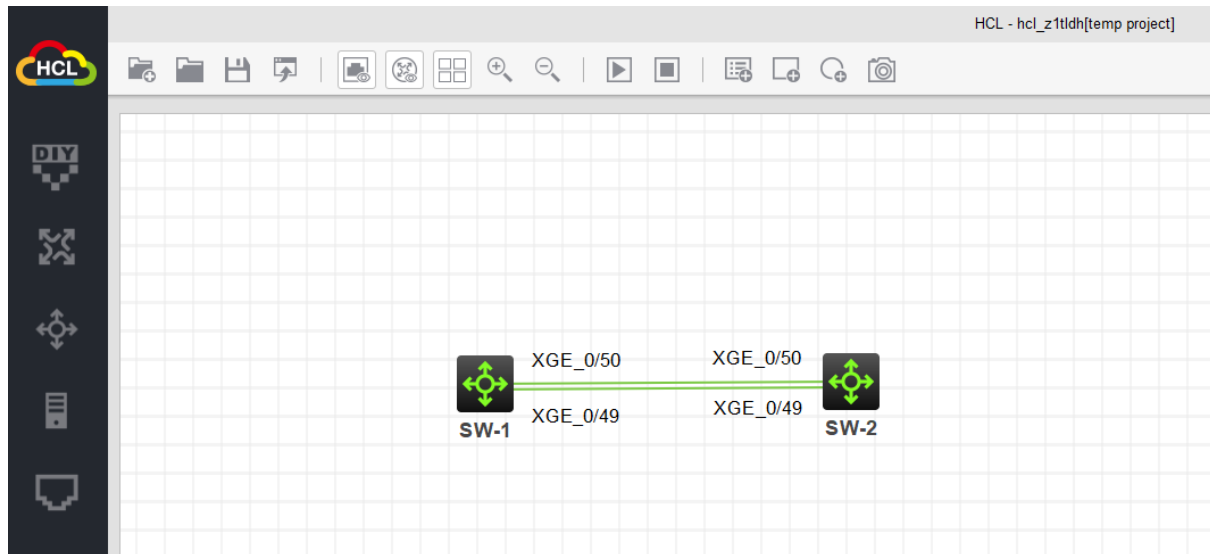 HCL - hcl_z1tldh[temp project]
HCL
DIY
XGE_0/50
XGE_0/50
XGE_0/49
XGE_0/49
SW-1
SW-2